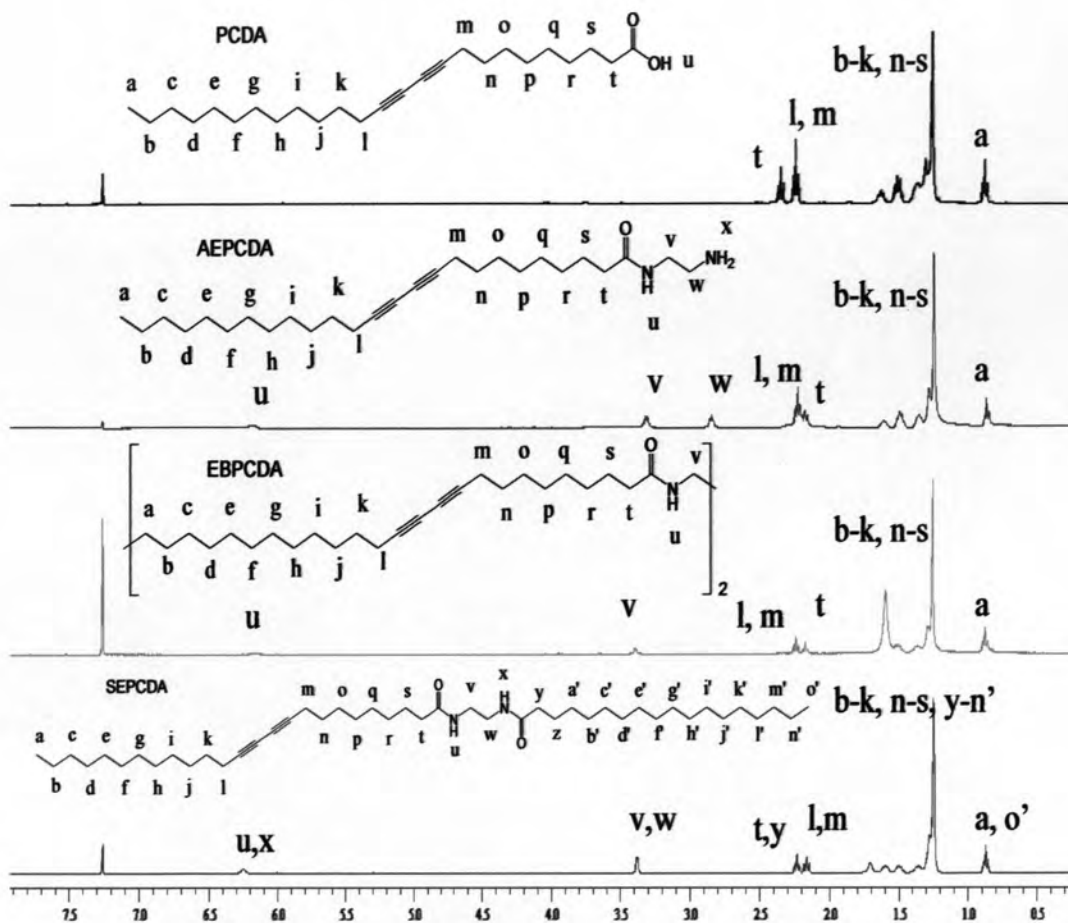 PCDA
m o q s O
OH u
n p r t
a c e g i k
b d f h j l
b-k, n-s
l, m
t
a
AEPCDA
m o q s O v x
NH₂
N
H
n p r t w
u
a c e g i k
b d f h j l
b-k, n-s
l, m
t
u
v w
a
EBPCDA
m o q s O v
N
H
n p r t
u
a c e g i k
b d f h j l
2
b-k, n-s
u
v
l, m
t
a
SEPCDA
m o q s O v x
H
N
y a' c' e' g' i' k' m' o'
n p r t N
H
u
w O
z b' d' f' h' j' l' n'
a c e g i k
b d f h j l
b-k, n-s, y-n'
u,x
v,w
t,y
l,m
a, o'
7.5 7.0 6.5 6.0 5.5 5.0 4.5 4.0 3.5 3.0 2.5 2.0 1.5 1.0 0.5